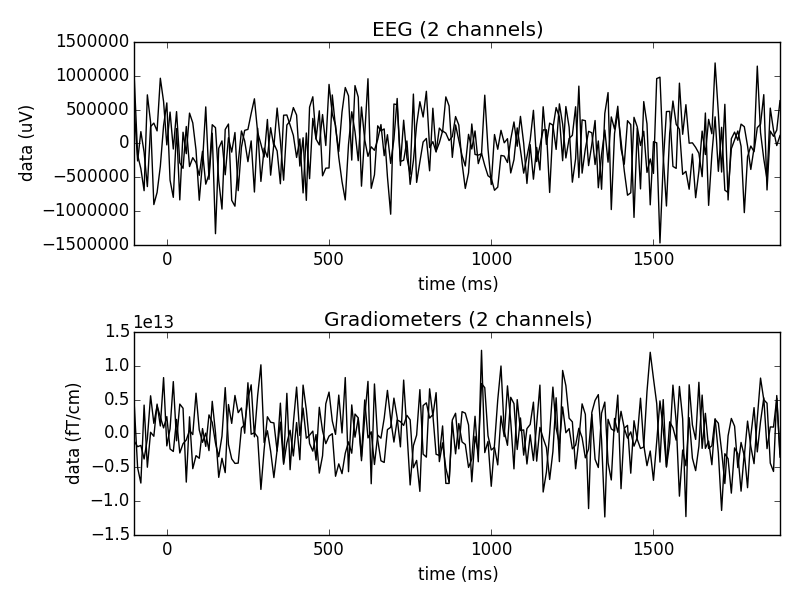 EEG (2 channels)
1500000
1000000
500000
0
−500000
−1000000
−1500000
data (uV)
0 500 1000 1500
time (ms)
Gradiometers (2 channels)
1e13
1.5
1.0
0.5
0.0
−0.5
−1.0
−1.5
data (fT/cm)
0 500 1000 1500
time (ms)